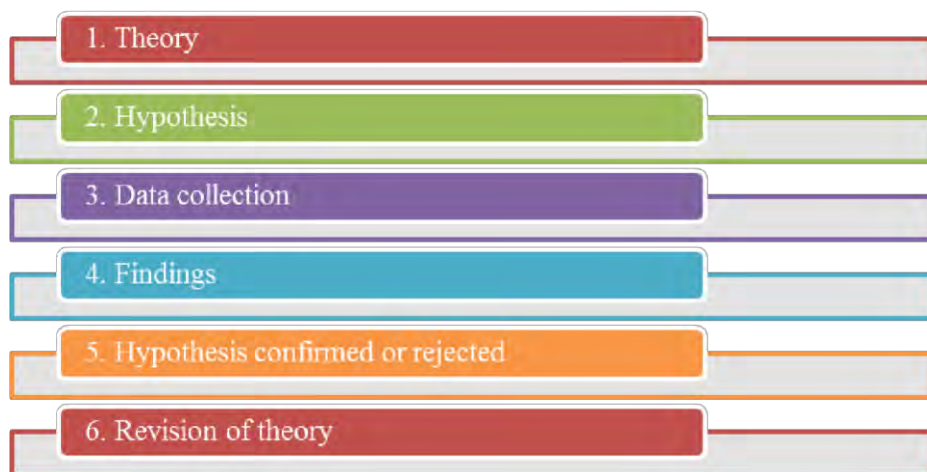 1. Theory
2. Hypothesis
3. Data collection
4. Findings
5. Hypothesis confirmed or rejected
6. Revision of theory